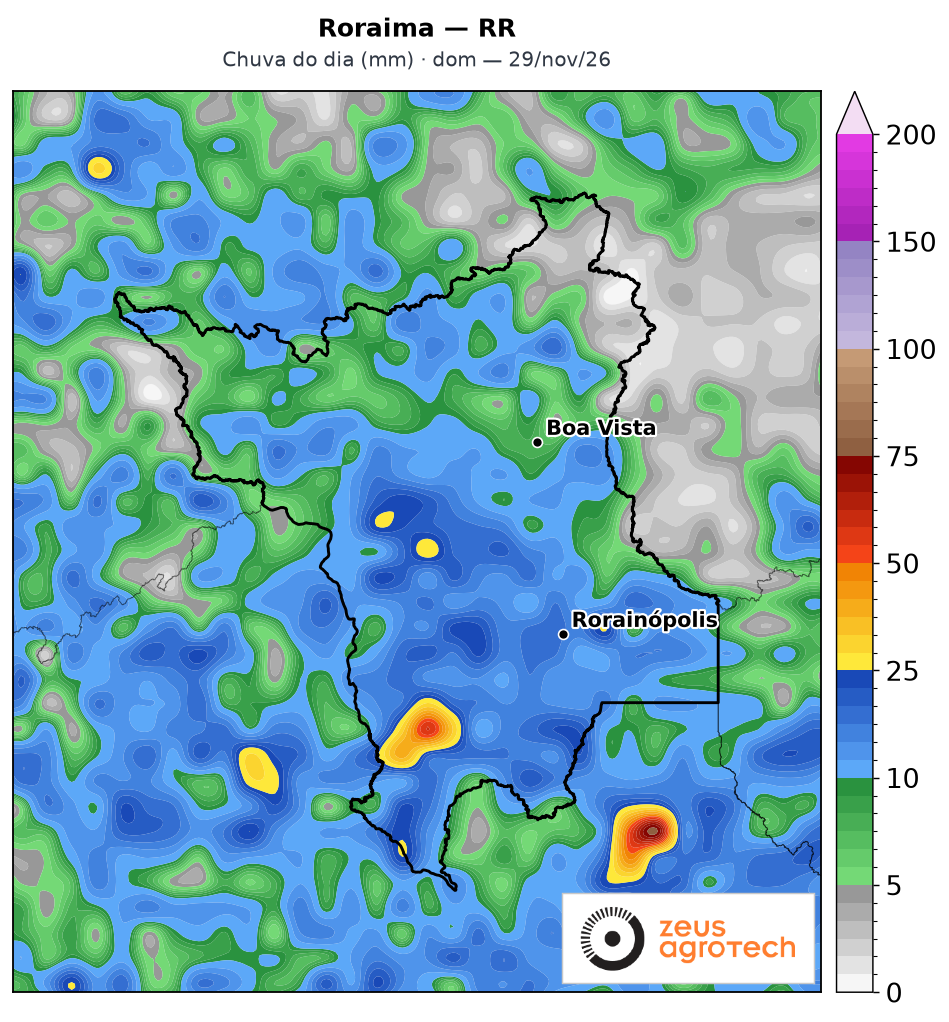 Roraima — RR
Chuva do dia (mm) · dom — 29/nov/26
200
150
100
75
50
25
10
5
0
Boa Vista
Rorainópolis
zeus
agrotech